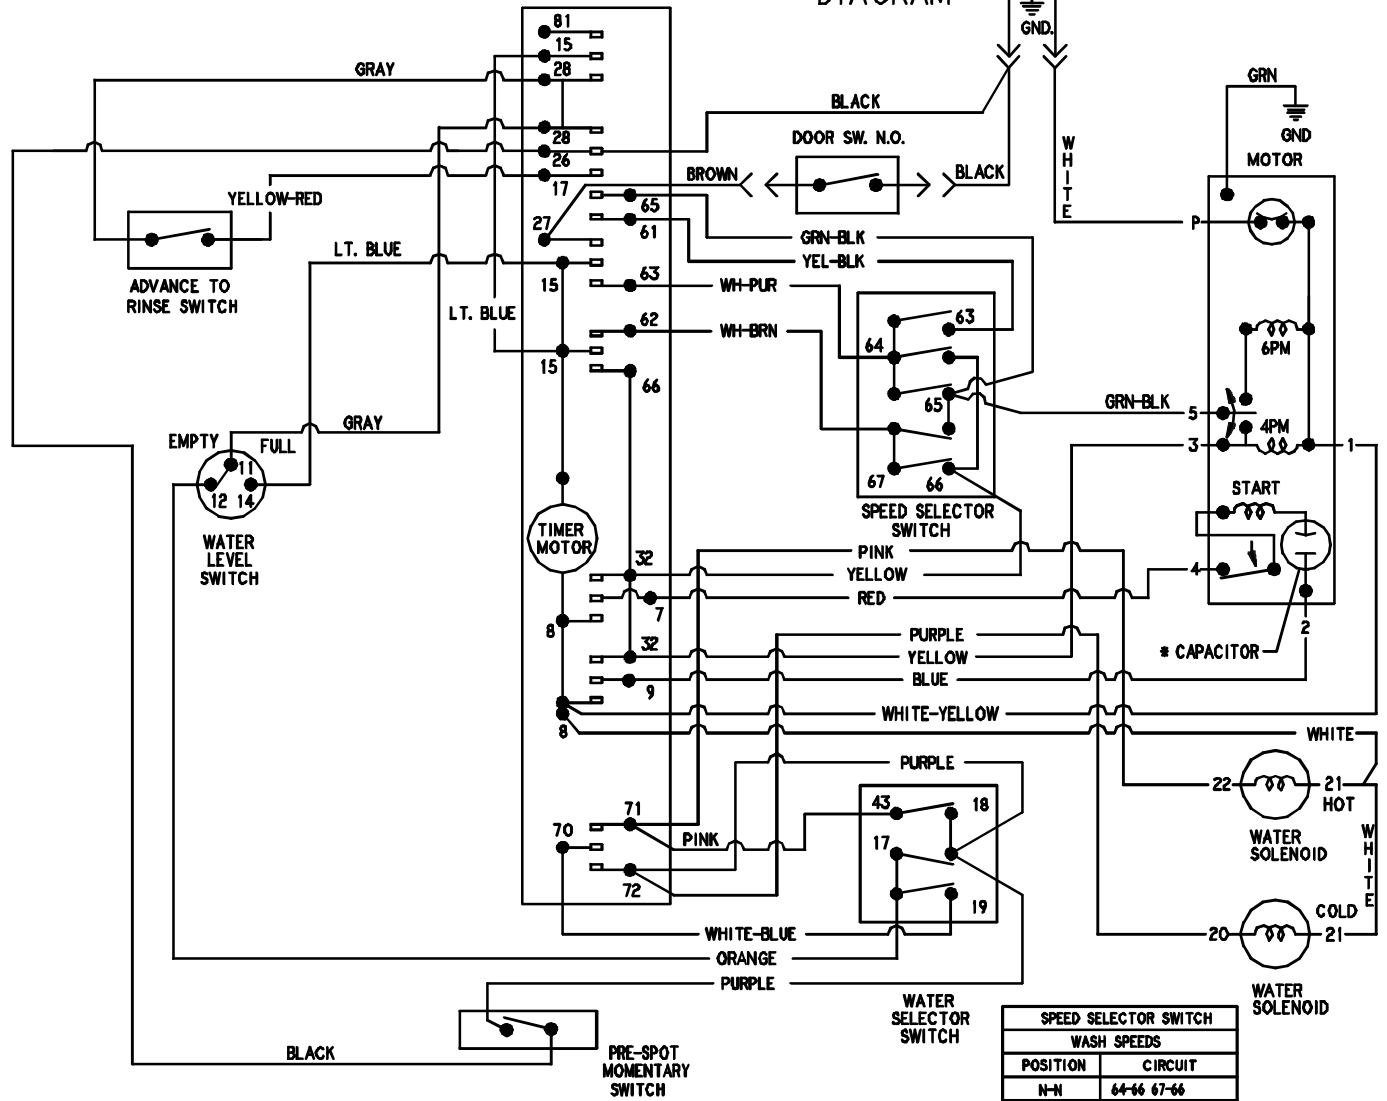 DIAGRAM
GND.
81
15
28
GRAY
GRN
GND
MOTOR
BLACK
DOOR SW. N.O.
28
26
BROWN
BLACK
WHITE
YELLOW-RED
17
65
27
61
P
GRN-BLK
YEL-BLK
LT. BLUE
ADVANCE TO
RINSE SWITCH
15
63
WH-PUR
LT. BLUE
62
WH-BRN
63
64
6PM
15
66
65
GRN-BLK
5
GRAY
EMPTY
FULL
4PM
3
1
11
12
14
67
66
START
SPEED SELECTOR
SWITCH
WATER
LEVEL
SWITCH
TIMER
MOTOR
PINK
32
YELLOW
4
RED
7
8
2
PURPLE
32
YELLOW
* CAPACITOR
BLUE
9
WHITE-YELLOW
8
WHITE
PURPLE
22
21
HOT
43
18
71
70
PINK
17
WATER
SOLENOID
WHITE
72
19
COLD
WHITE-BLUE
20
21
ORANGE
PURPLE
WATER
SELECTOR
SWITCH
WATER
SOLENOID
BLACK
PRE-SPOT
MOMENTARY
SWITCH
SPEED SELECTOR SWITCH
WASH SPEEDS
POSITION CIRCUIT
N-N 64-66 67-66